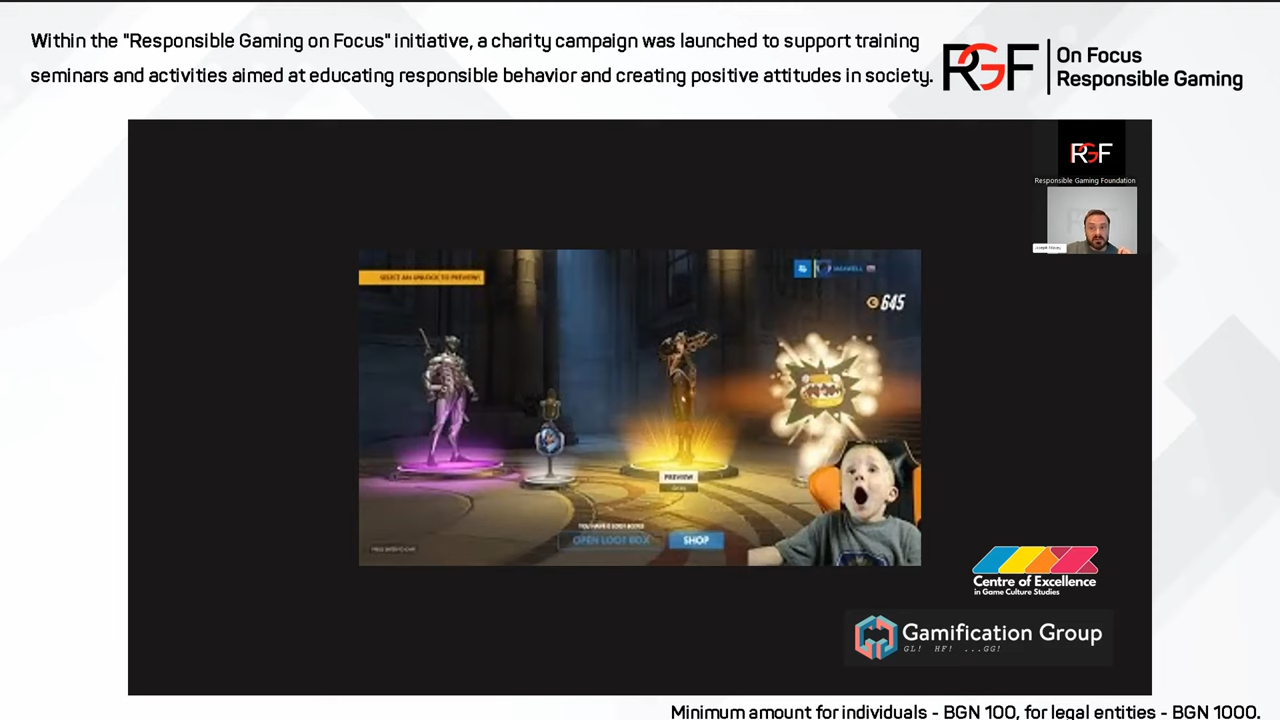 Within the "Responsible Gaming on Focus" initiative, a charity campaign was launched to support training
seminars and activities aimed at educating responsible behavior and creating positive attitudes in society.
RGF
On Focus
Responsible Gaming
RGF
Responsible Gaming Foundation
SELECT AN UNLOCK TO PREVIEW!
645
PREVIEW
OPEN LOOT BOX
SHOP
Centre of Excellence
in Game Culture Studies
Gamification Group
GL! HF! ...GG!
Minimum amount for individuals - BGN 100, for legal entities - BGN 1000.